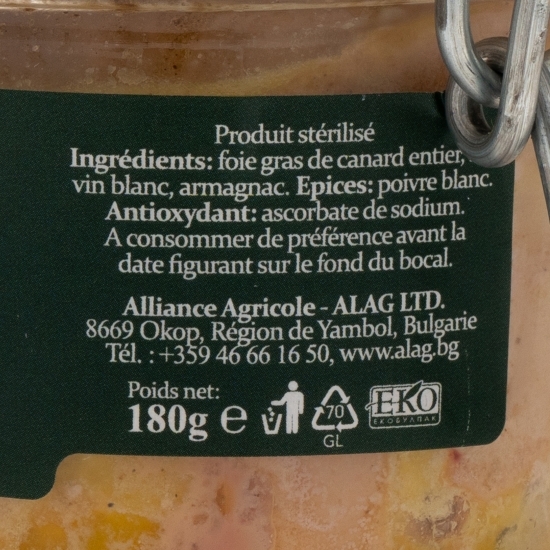 Produit stérilisé
Ingrédients: foie gras de canard entier,
vin blanc, armagnac. Epices: poivre blanc.
Antioxydant: ascorbate de sodium.
A consommer de préférence avant la
date figurant sur le fond du bocal.
Alliance Agricole - ALAG LTD.
8669 Okop, Région de Yambol, Bulgarie
Tél. : +359 46 66 16 50, www.alag.bg
Poids net:
180g e
70
GL
EKO
ЕКОБУЛПАК